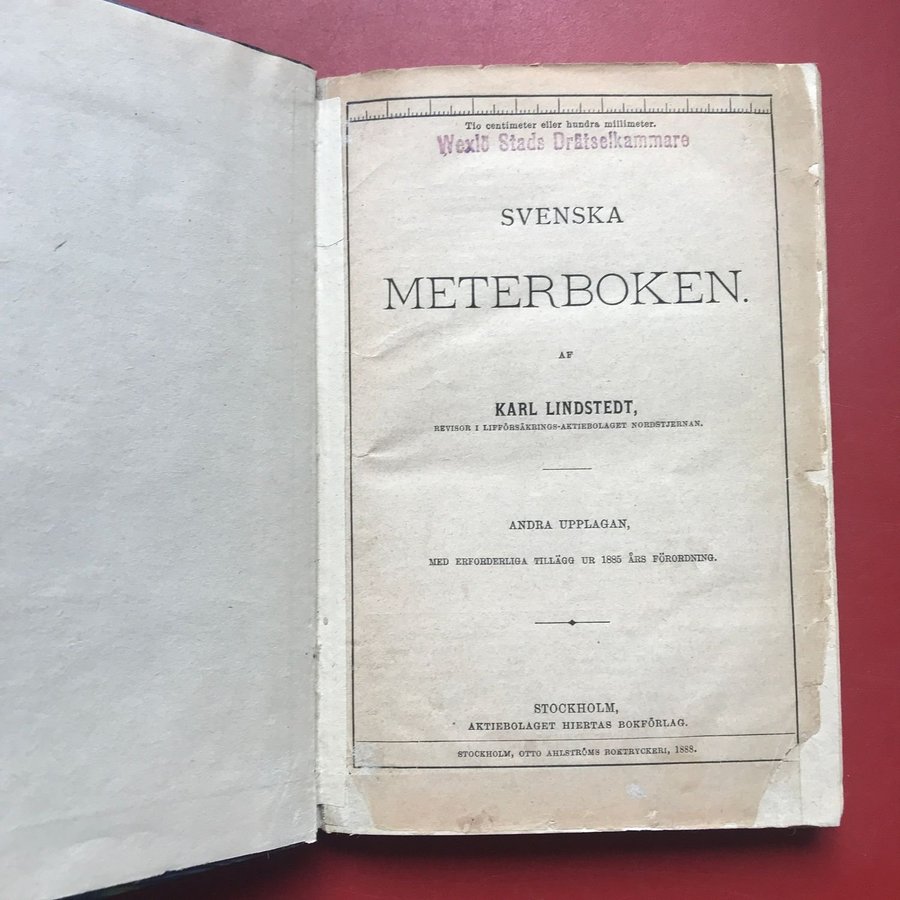 Tio centimeter eller hundra millimeter.
Wexiö Stads Drätselkammare
SVENSKA
METERBOKEN.
AF
KARL LINDSTEDT,
REVISOR I LIFFÖRSÄKRINGS-AKTIEBOLAGET NORDSTJERNAN.
ANDRA UPPLAGAN,
MED ERFORDERLIGA TILLÄGG UR 1885 ÅRS FÖRORDNING.
STOCKHOLM,
AKTIEBOLAGET HIERTAS BOKFÖRLAG.
STOCKHOLM, OTTO AHLSTRÖMS BOKTRYCKERI, 1888.